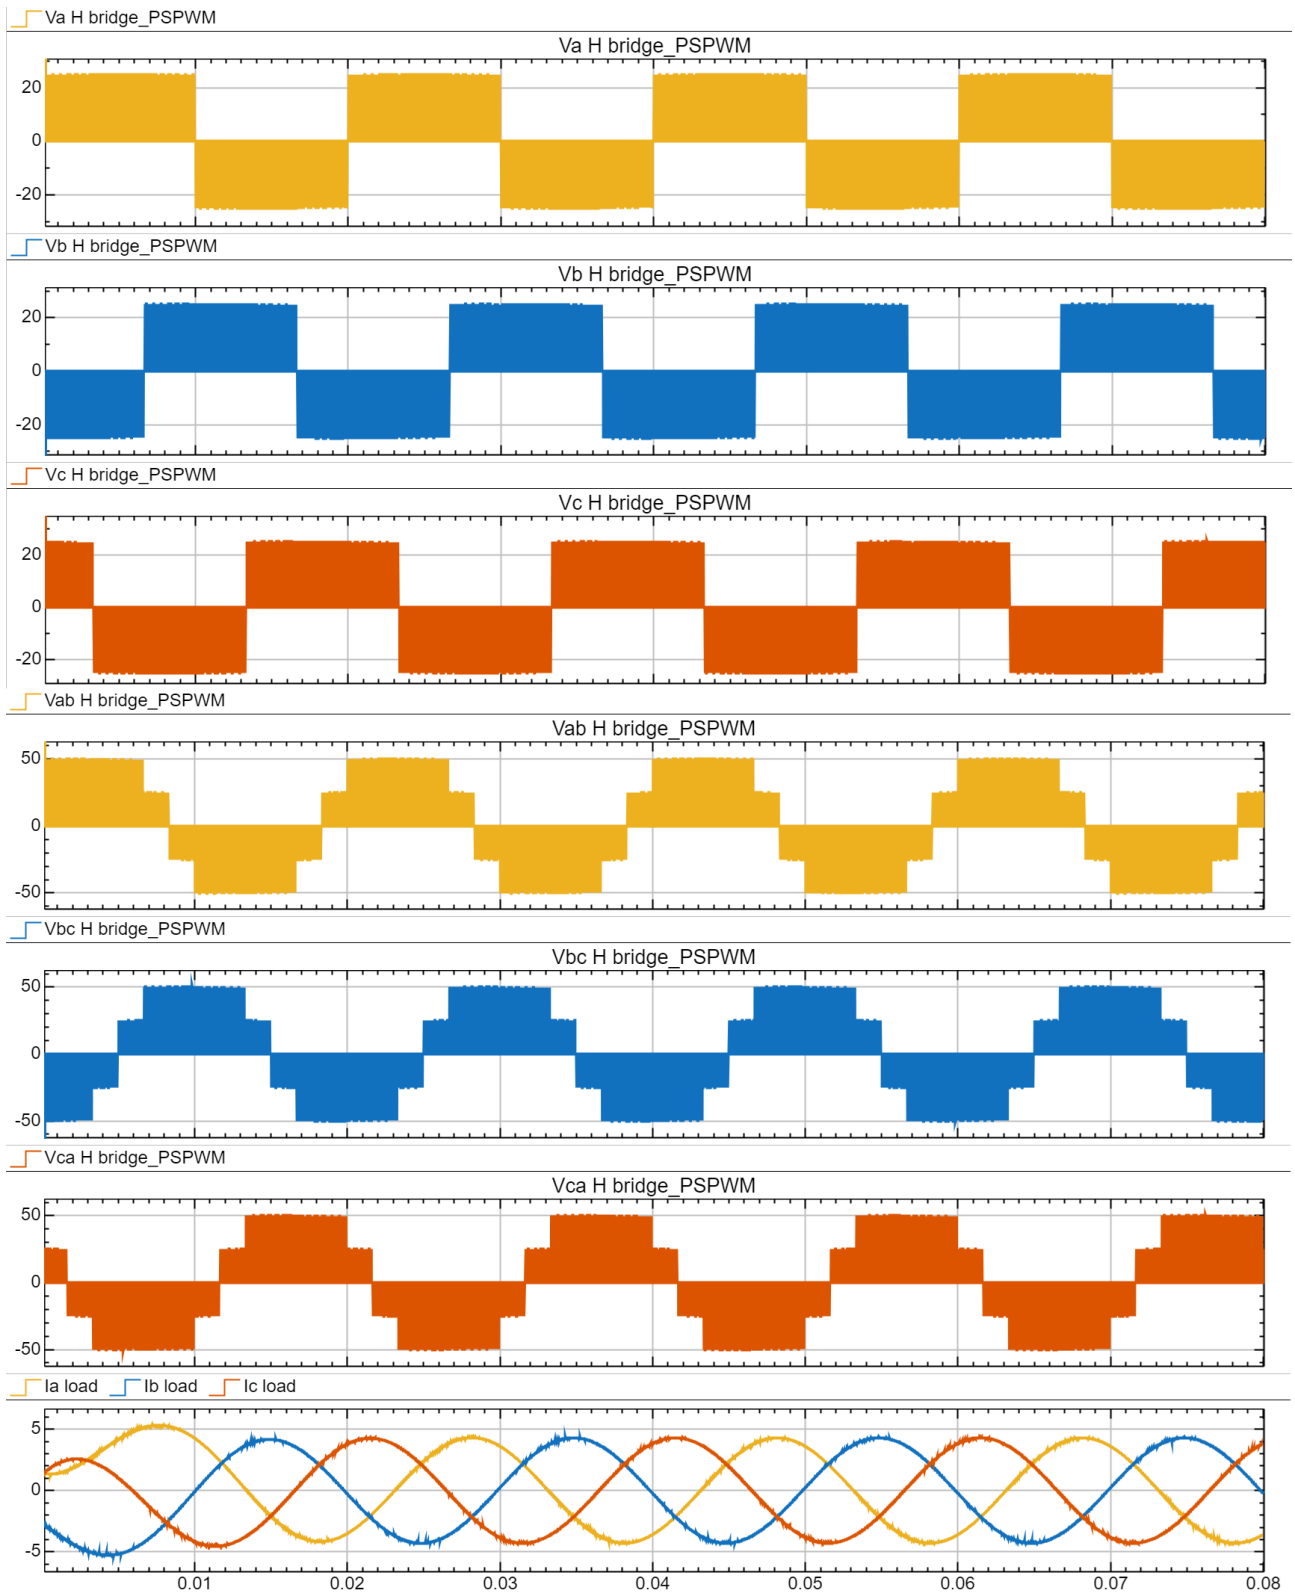 Va H bridge_PSPWM
Va H bridge_PSPWM
20
0
-20
Vb H bridge_PSPWM
Vb H bridge_PSPWM
20
0
-20
Vc H bridge_PSPWM
Vc H bridge_PSPWM
20
0
-20
Vab H bridge_PSPWM
Vab H bridge_PSPWM
50
0
-50
Vbc H bridge_PSPWM
Vbc H bridge_PSPWM
50
0
-50
Vca H bridge_PSPWM
Vca H bridge_PSPWM
50
0
-50
Ia load Ib load Ic load
5
0
-5
0.01 0.02 0.03 0.04 0.05 0.06 0.07 0.08